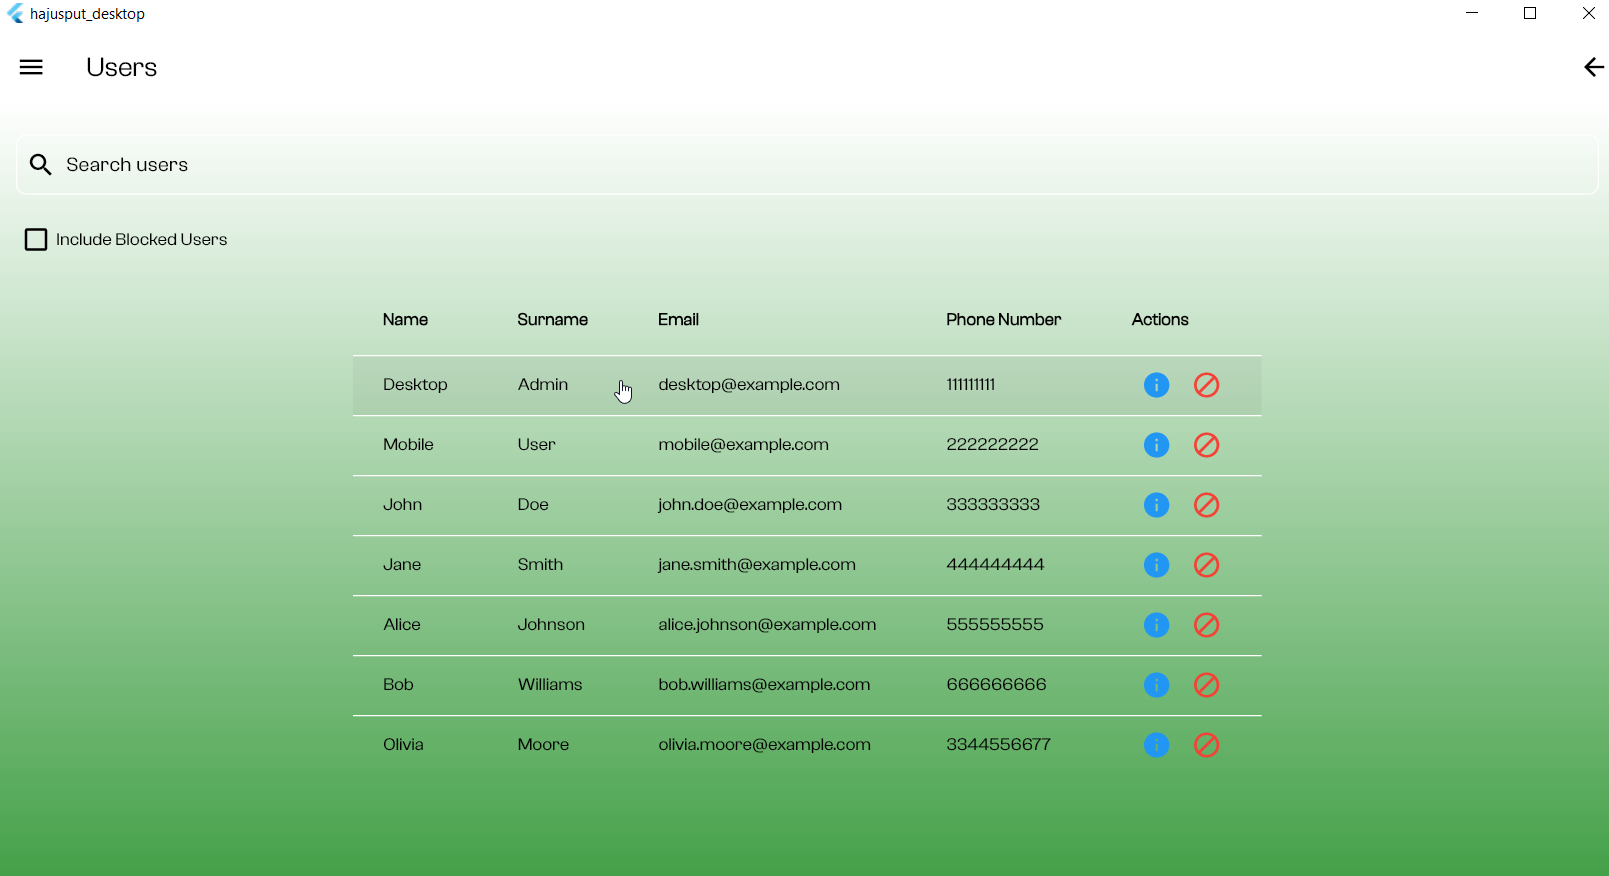 hajusput_desktop
Users
Search users
Include Blocked Users
Name Surname Email Phone Number Actions
Desktop Admin desktop@example.com 111111111
Mobile User mobile@example.com 222222222
John Doe john.doe@example.com 333333333
Jane Smith jane.smith@example.com 444444444
Alice Johnson alice.johnson@example.com 555555555
Bob Williams bob.williams@example.com 666666666
Olivia Moore olivia.moore@example.com 3344556677